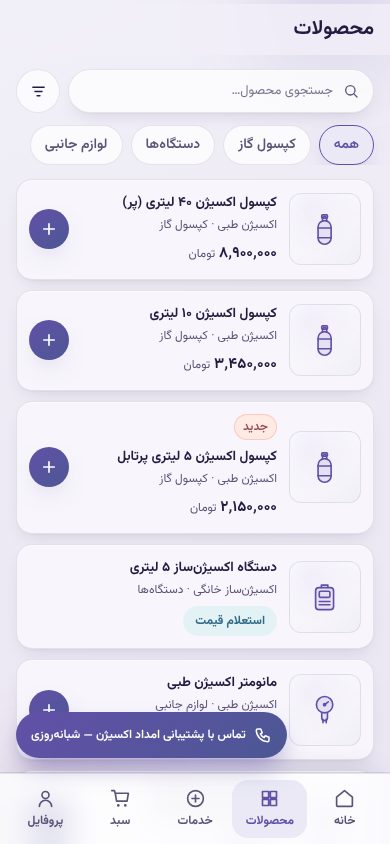 محصولات
جستجوی محصول...
همه
کپسول گاز
دستگاه‌ها
لوازم جانبی
کپسول اکسیژن ۴۰ لیتری (پر)
اکسیژن طبی · کپسول گاز
۸,۹۰۰,۰۰۰ تومان
کپسول اکسیژن ۱۰ لیتری
اکسیژن طبی · کپسول گاز
۳,۴۵۰,۰۰۰ تومان
جدید
کپسول اکسیژن ۵ لیتری پرتابل
اکسیژن طبی · کپسول گاز
۲,۱۵۰,۰۰۰ تومان
دستگاه اکسیژن‌ساز ۵ لیتری
اکسیژن‌ساز خانگی · دستگاه‌ها
استعلام قیمت
مانومتر اکسیژن طبی
اکسیژن طبی · لوازم جانبی
تماس با پشتیبانی امداد اکسیژن — شبانه‌روزی
خانه
محصولات
خدمات
سبد
پروفایل